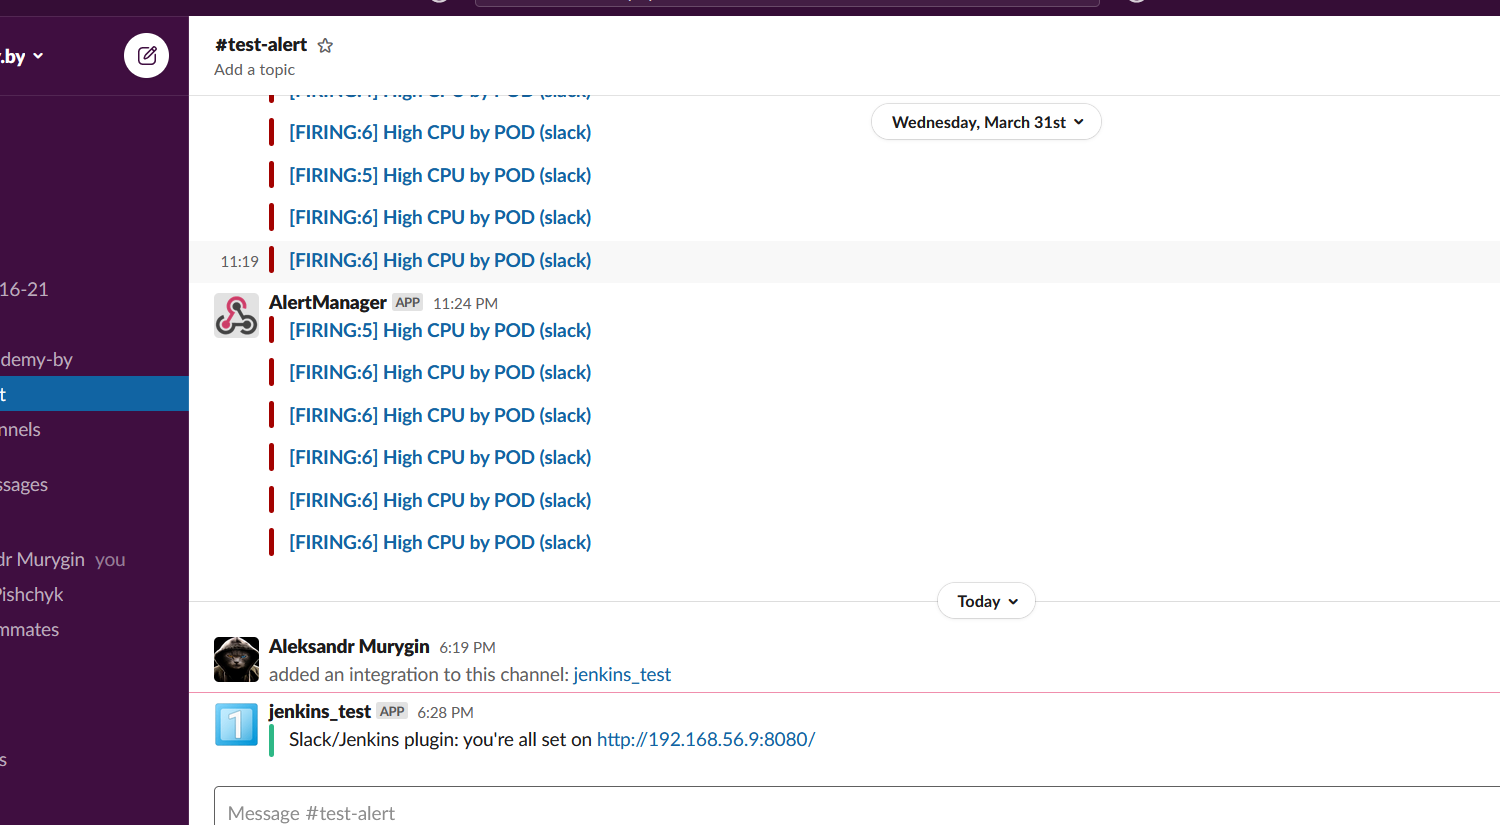 .by
#test-alert
Add a topic
Wednesday, March 31st
[FIRING:6] High CPU by POD (slack)
[FIRING:5] High CPU by POD (slack)
[FIRING:6] High CPU by POD (slack)
11:19 [FIRING:6] High CPU by POD (slack)
AlertManager APP 11:24 PM
[FIRING:5] High CPU by POD (slack)
[FIRING:6] High CPU by POD (slack)
[FIRING:6] High CPU by POD (slack)
[FIRING:6] High CPU by POD (slack)
[FIRING:6] High CPU by POD (slack)
[FIRING:6] High CPU by POD (slack)
Today
Aleksandr Murygin 6:19 PM
added an integration to this channel: jenkins_test
1
jenkins_test APP 6:28 PM
Slack/Jenkins plugin: you're all set on http://192.168.56.9:8080/
Message #test-alert
16-21
demy-by
t
nnels
ssages
dr Murygin you
Pishchyk
mmates
s